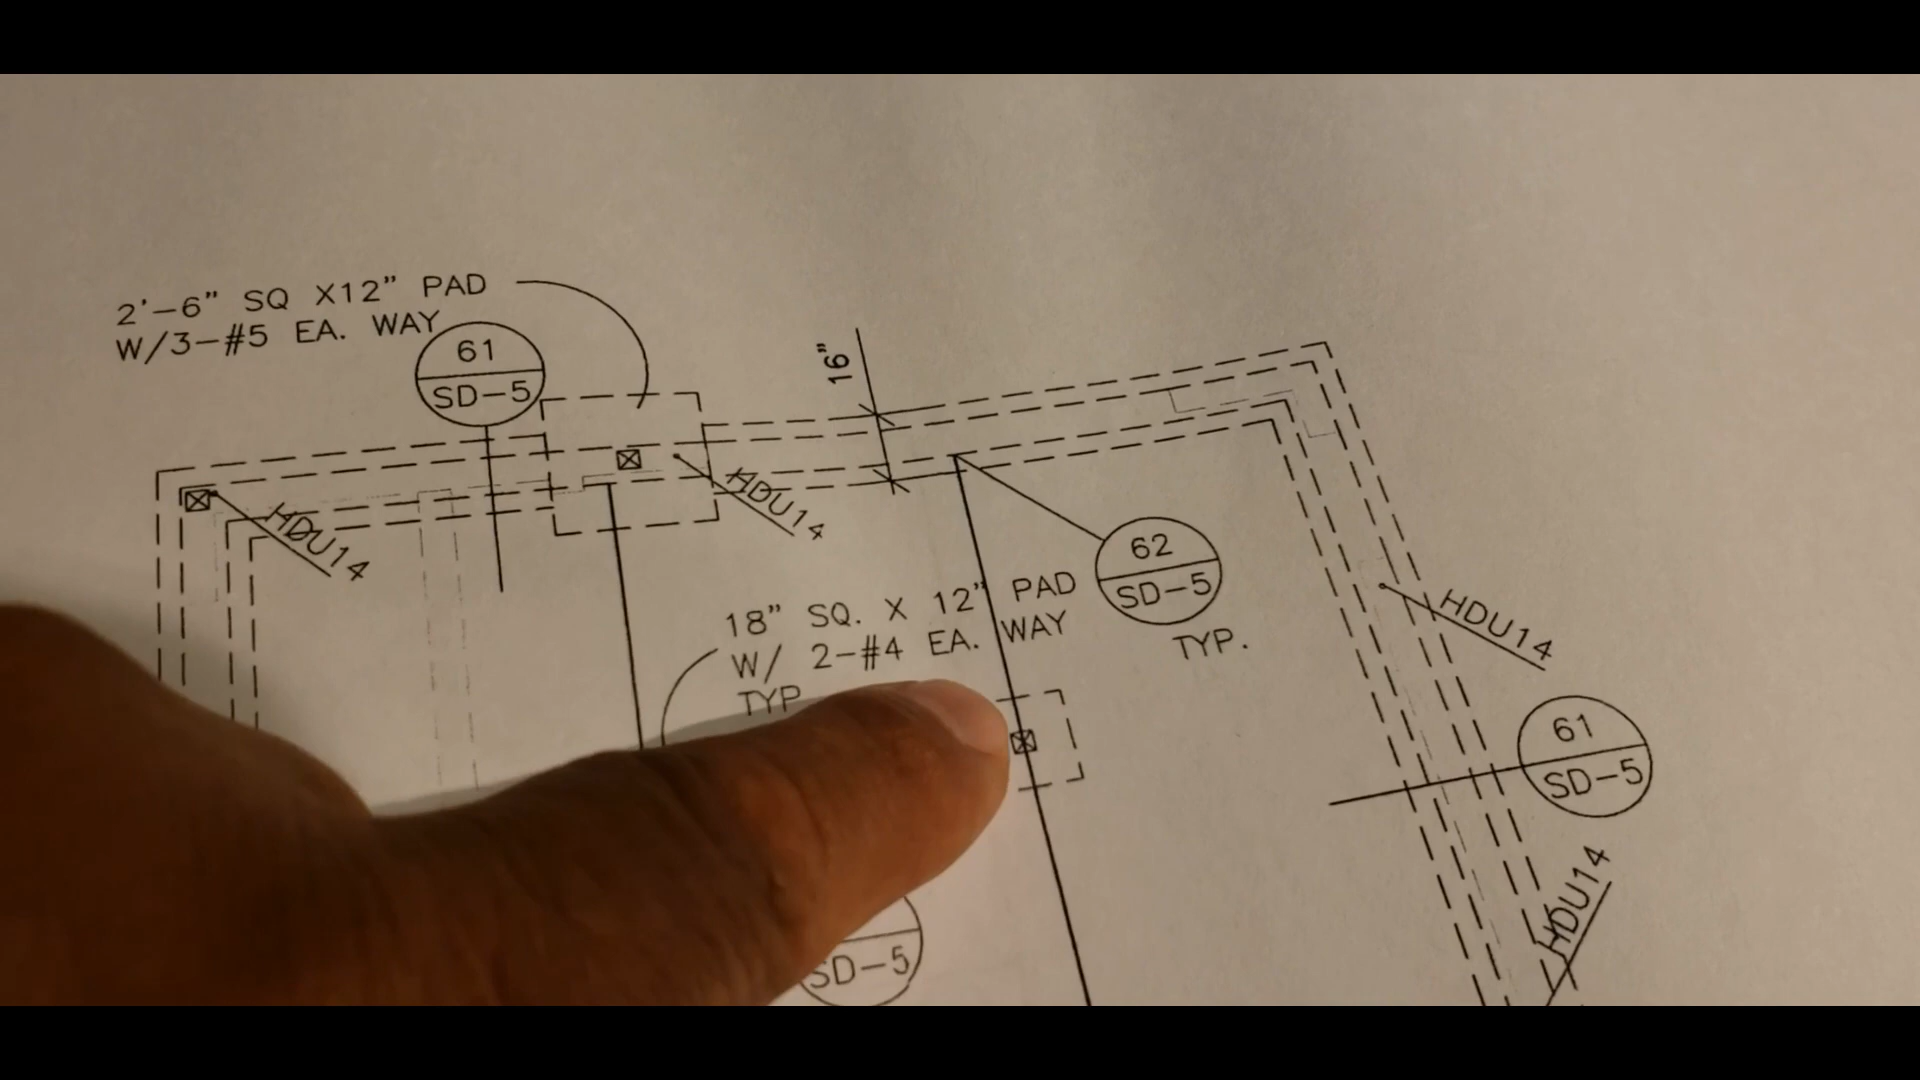 2'-6" SQ X12" PAD
W/3-#5 EA. WAY
61
SD-5
16"
HDU14
HDU14
62
SD-5
TYP.
18" SQ. X 12" PAD
W/ 2-#4 EA. WAY
TYP
HDU14
61
SD-5
HDU14
SD-5